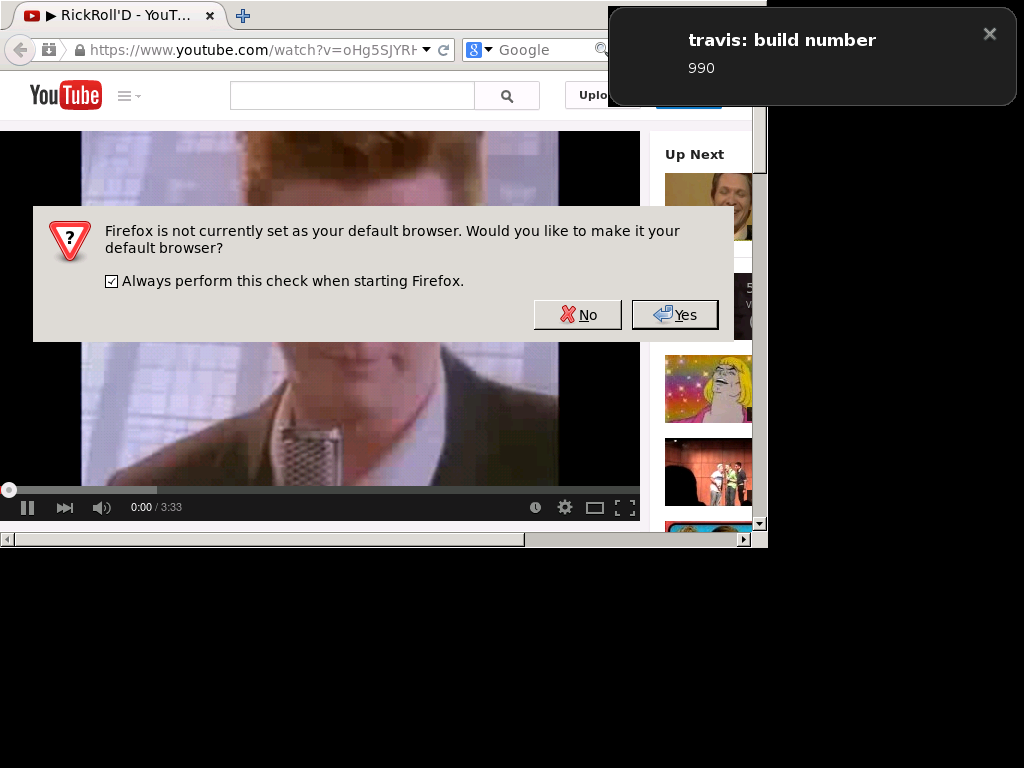 ▶ RickRoll'D - YouT...
https://www.youtube.com/watch?v=oHg5SJYRH
Google
travis: build number
990
YouTube
Uplo
Up Next
Firefox is not currently set as your default browser. Would you like to make it your
default browser?
Always perform this check when starting Firefox.
No
Yes
0:00 / 3:33